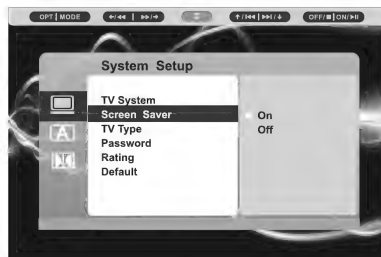 OPT MODE ←/◄◄ ►►/→ ↑/I◄◄ ►►I/↓ OFF/■ ON/►II
System Setup
TV System
Screen Saver
On
TV Type
Off
Password
Rating
Default
A